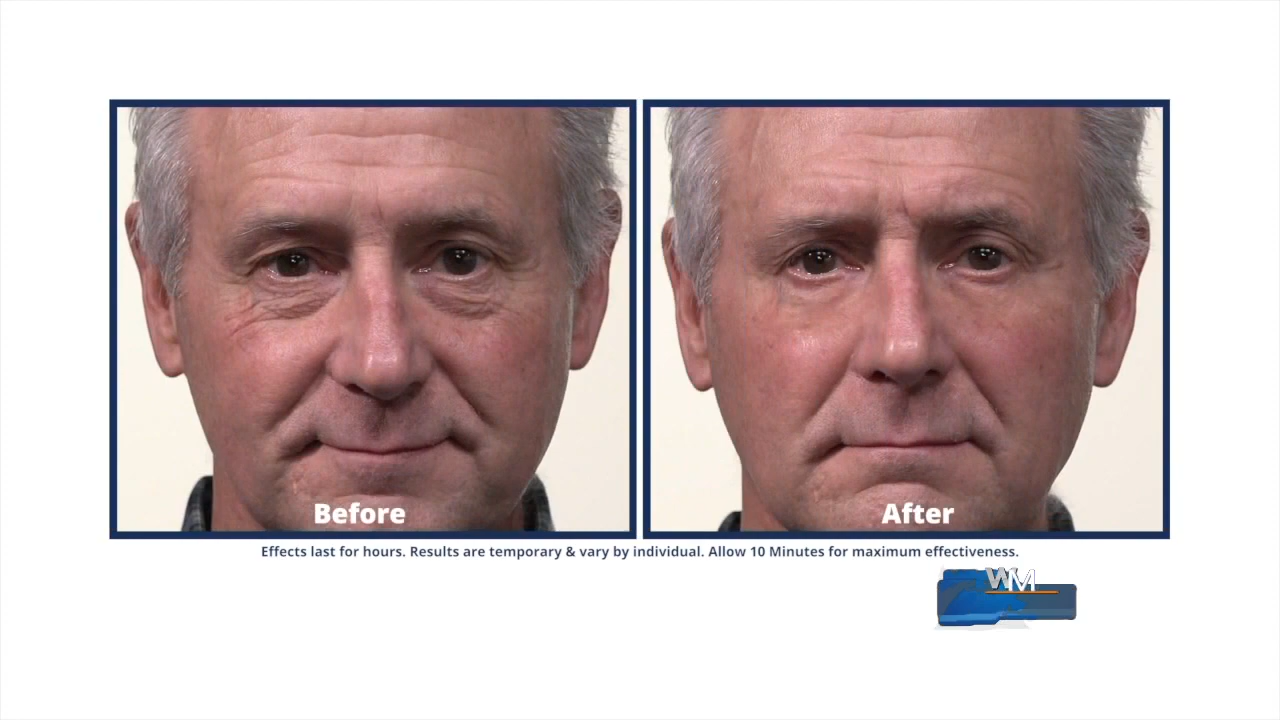 Before
After
Effects last for hours. Results are temporary & vary by individual. Allow 10 Minutes for maximum effectiveness.
WM